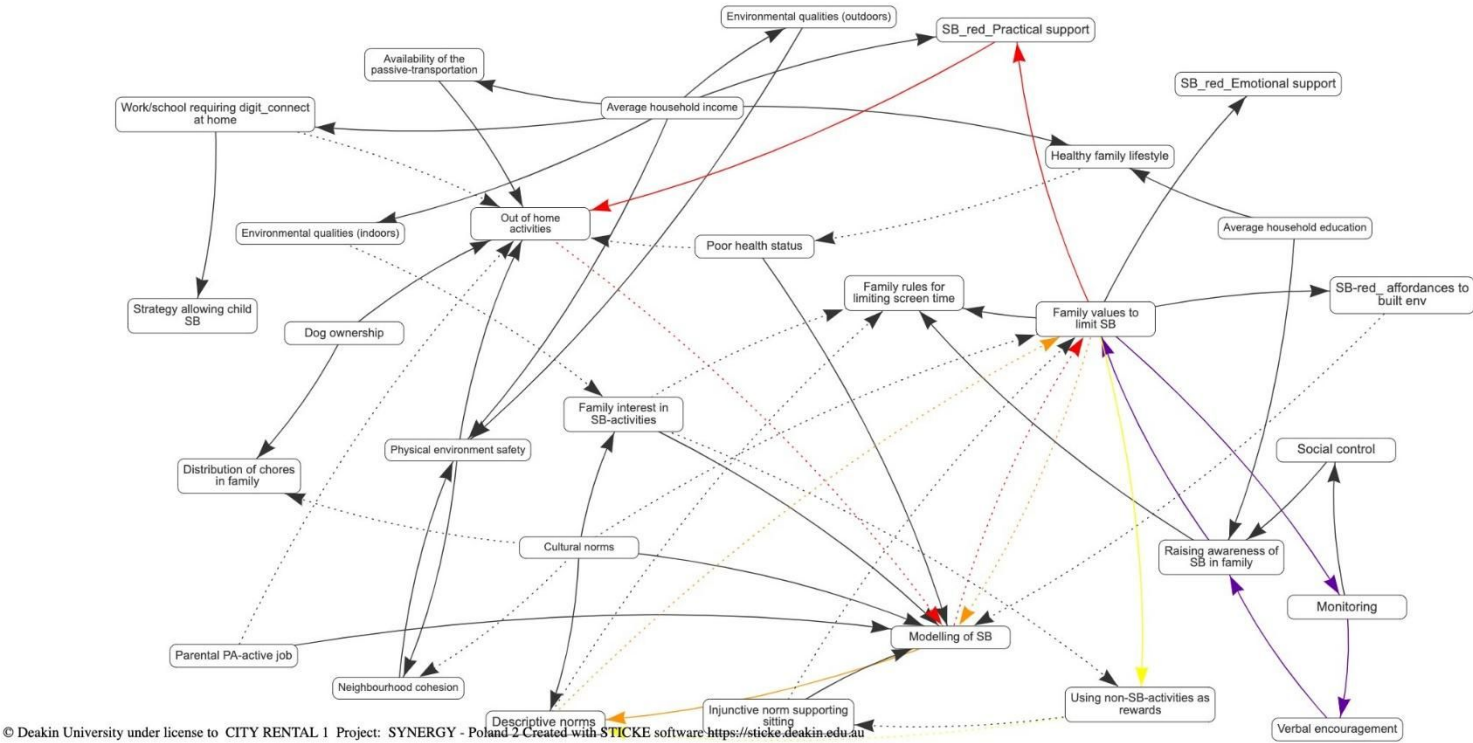 Environmental qualities (outdoors)
SB_red_Practical support
Availability of the
passive-transportation
SB_red_Emotional support
Work/school requiring digit_connect
at home
Average household income
Healthy family lifestyle
Out of home
activities
Environmental qualities (indoors)
Average household education
Poor health status
Family rules for
limiting screen time
SB-red_ affordances to
built env
Strategy allowing child
SB
Family values to
limit SB
Dog ownership
Family interest in
SB-activities
Physical environment safety
Social control
Distribution of chores
in family
Cultural norms
Raising awareness of
SB in family
Monitoring
Modelling of SB
Parental PA-active job
Neighbourhood cohesion
Using non-SB-activities as
rewards
Injunctive norm supporting
sitting
Descriptive norms
Verbal encouragement
© Deakin University under license to CITY RENTAL 1 Project: SYNERGY - Poland 2 Created with STICKE software https://sticke.deakin.edu.au